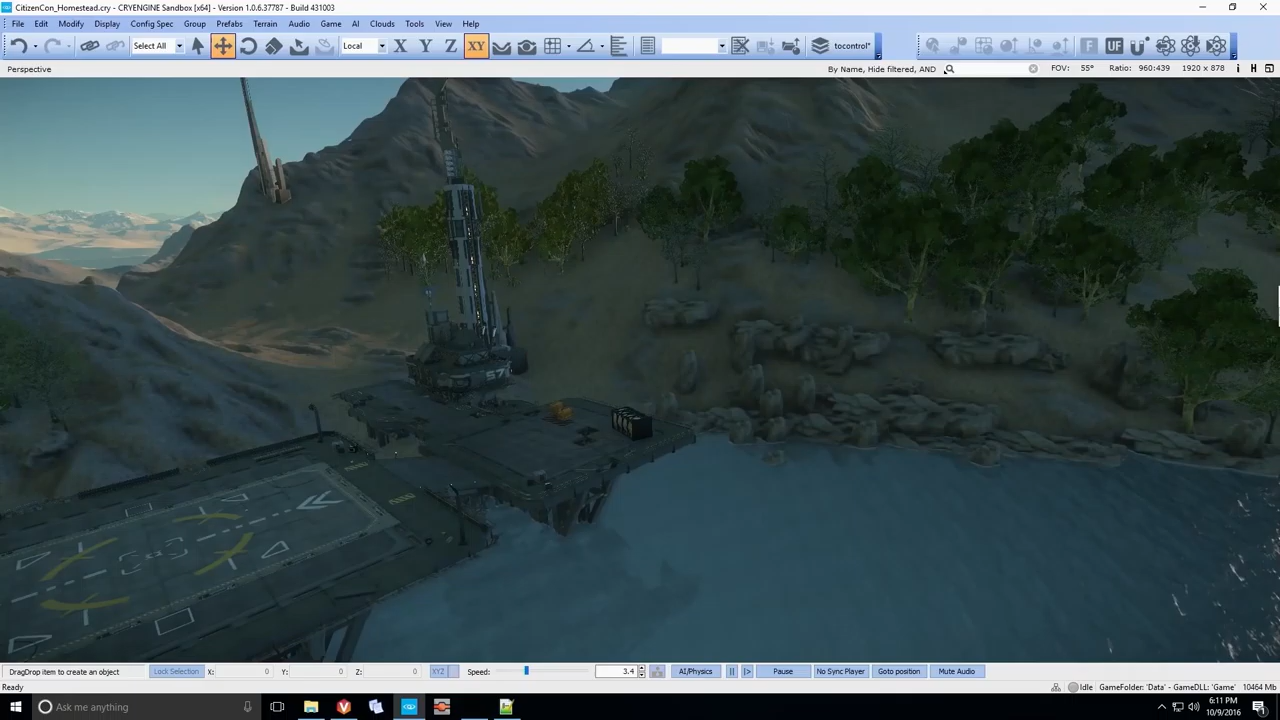 CitizenCon_Homestead.cry - CRYENGINE Sandbox [x64] - Version 1.0.6.37787 - Build 431003
File Edit Modify Display Config Spec Group Prefabs Terrain Audio Game AI Clouds Tools View Help
Select All Local X Y Z XY tocontrol* F UF
Perspective By Name, Hide filtered, AND FOV: 55° Ratio: 960:439 1920 x 878 i H
57
DragDrop item to create an object Lock Selection X: 0 Y: 0 Z: 0 XYZ Speed: 3.4 AI/Physics Pause No Sync Player Goto position Mute Audio
Ready Idle GameFolder: 'Data' - GameDLL: 'Game' 10464 Mb
Ask me anything 6:11 PM
10/9/2016